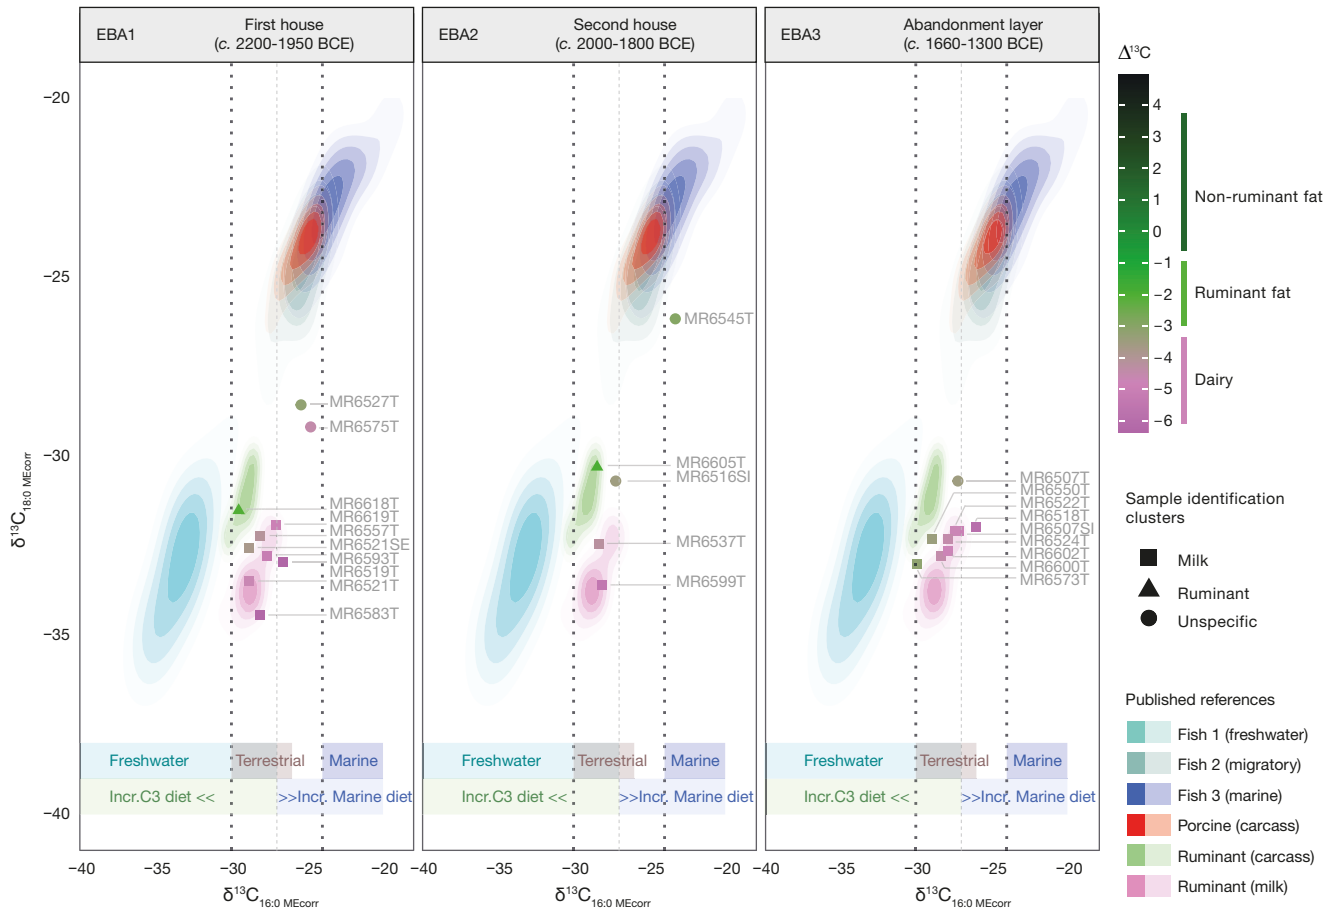 EBA1
First house
(c. 2200-1950 BCE)
EBA2
Second house
(c. 2000-1800 BCE)
EBA3
Abandonment layer
(c. 1660-1300 BCE)
δ13C18:0 MEcorr
−20
−25
−30
−35
−40
MR6527T
MR6575T
MR6618T
MR6619T
MR6557T
MR6521SE
MR6593T
MR6519T
MR6521T
MR6583T
Freshwater
Terrestrial
Marine
Incr.C3 diet <<
>>Incr. Marine diet
−40
−30
−25
−20
δ13C16:0 MEcorr
MR6545T
MR6605T
MR6516SI
MR6537T
MR6599T
Freshwater
Terrestrial
Marine
Incr.C3 diet <<
>>Incr. Marine diet
−40
−30
−25
−20
δ13C16:0 MEcorr
MR6507T
MR6550T
MR6522T
MR6518T
MR6507SI
MR6524T
MR6602T
MR6600T
MR6573T
Freshwater
Terrestrial
Marine
Incr.C3 diet <<
>>Incr. Marine diet
−40
−30
−25
−20
δ13C16:0 MEcorr
Δ13C
4
3
2
1
0
−1
−2
−3
−4
−5
−6
Non-ruminant fat
Ruminant fat
Dairy
Sample identification
clusters
Milk
Ruminant
Unspecific
Published references
Fish 1 (freshwater)
Fish 2 (migratory)
Fish 3 (marine)
Porcine (carcass)
Ruminant (carcass)
Ruminant (milk)